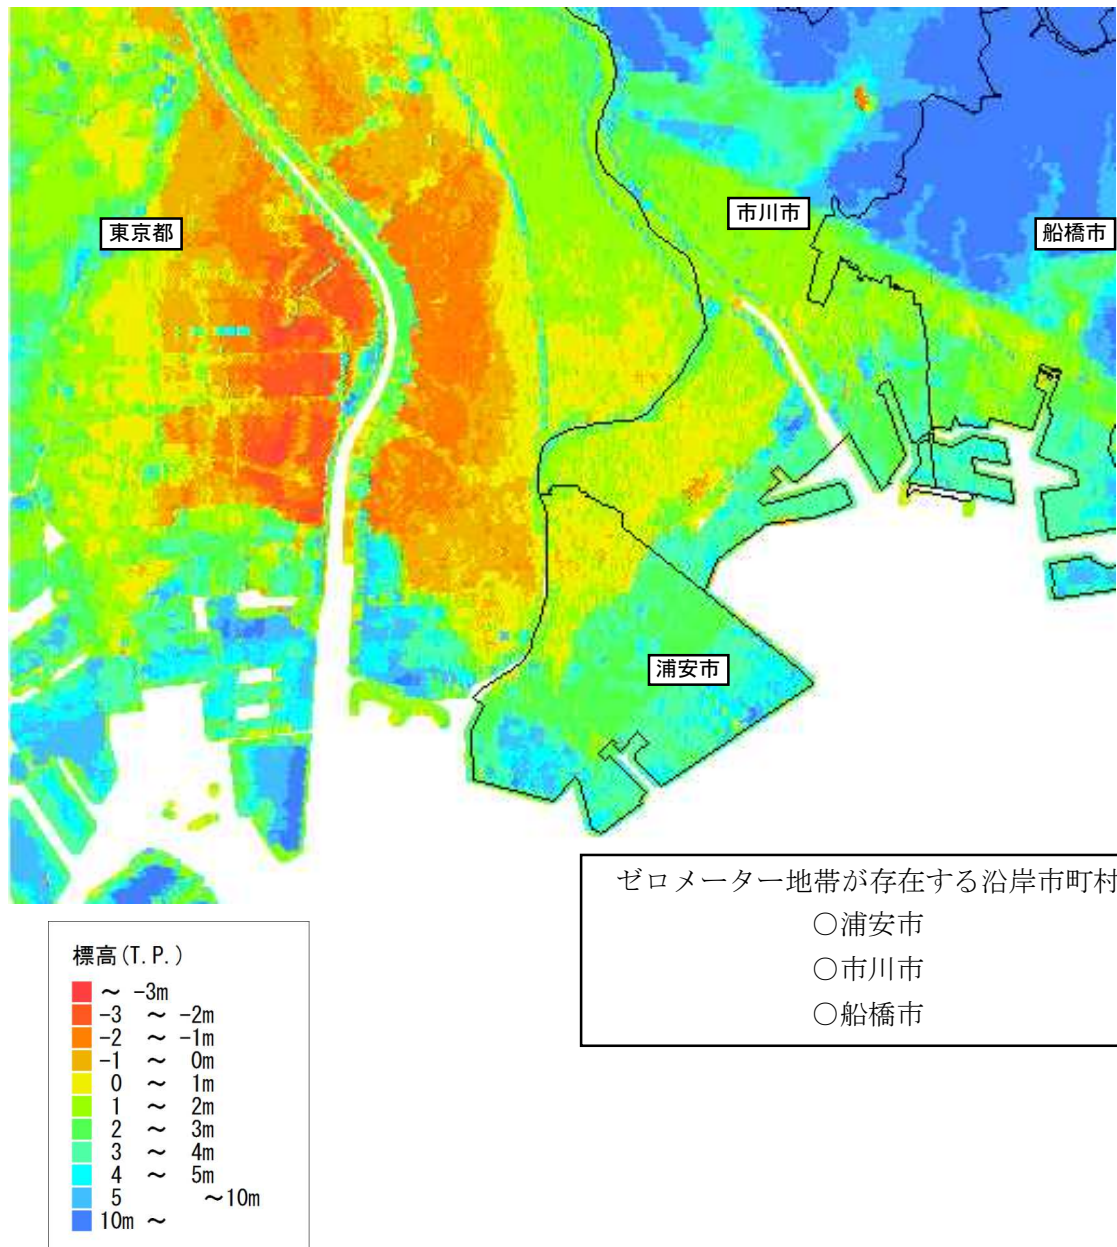 市川市
東京都
船橋市
浦安市
ゼロメーター地帯が存在する沿岸市町村
○浦安市
○市川市
○船橋市
標高(T.P.)
～ -3m
-3 ～ -2m
-2 ～ -1m
-1 ～ 0m
0 ～ 1m
1 ～ 2m
2 ～ 3m
3 ～ 4m
4 ～ 5m
5 ～10m
10m ～